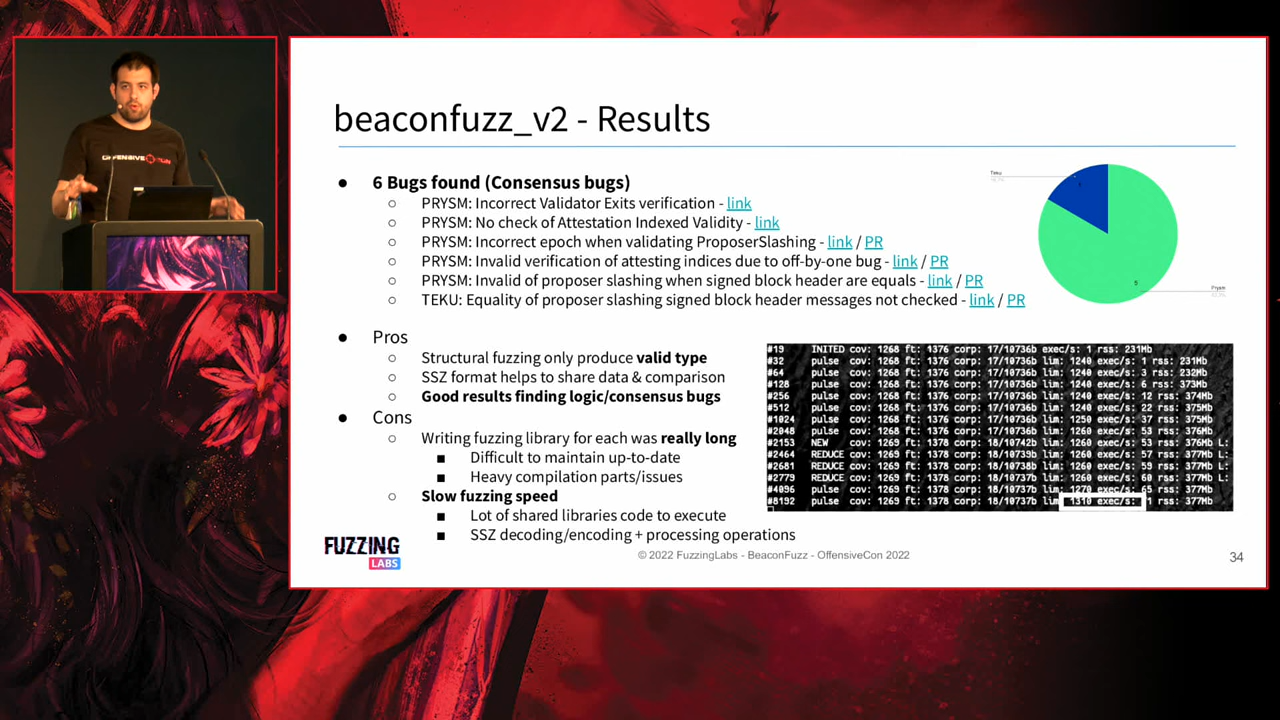 OFFENSIVE CON
beaconfuzz_v2 - Results
● 6 Bugs found (Consensus bugs)
○ PRYSM: Incorrect Validator Exits verification - link
○ PRYSM: No check of Attestation Indexed Validity - link
○ PRYSM: Incorrect epoch when validating ProposerSlashing - link / PR
○ PRYSM: Invalid verification of attesting indices due to off-by-one bug - link / PR
○ PRYSM: Invalid of proposer slashing when signed block header are equals - link / PR
○ TEKU: Equality of proposer slashing signed block header messages not checked - link / PR
Teku
1
5
Prysm
● Pros
○ Structural fuzzing only produce valid type
○ SSZ format helps to share data & comparison
○ Good results finding logic/consensus bugs
● Cons
○ Writing fuzzing library for each was really long
■ Difficult to maintain up-to-date
■ Heavy compilation parts/issues
○ Slow fuzzing speed
■ Lot of shared libraries code to execute
■ SSZ decoding/encoding + processing operations
#19 INITED cov: 1268 ft: 1376 corp: 17/10736b exec/s: 1 rss: 231Mb
#32 pulse cov: 1268 ft: 1376 corp: 17/10736b lim: 1240 exec/s: 1 rss: 231Mb
#64 pulse cov: 1268 ft: 1376 corp: 17/10736b lim: 1240 exec/s: 3 rss: 232Mb
#128 pulse cov: 1268 ft: 1376 corp: 17/10736b lim: 1240 exec/s: 6 rss: 373Mb
#256 pulse cov: 1268 ft: 1376 corp: 17/10736b lim: 1240 exec/s: 12 rss: 374Mb
#512 pulse cov: 1268 ft: 1376 corp: 17/10736b lim: 1240 exec/s: 22 rss: 375Mb
#1024 pulse cov: 1268 ft: 1376 corp: 17/10736b lim: 1250 exec/s: 37 rss: 375Mb
#2048 pulse cov: 1268 ft: 1376 corp: 17/10736b lim: 1260 exec/s: 53 rss: 376Mb
#2153 NEW cov: 1269 ft: 1378 corp: 18/10742b lim: 1260 exec/s: 53 rss: 376Mb L:
#2464 REDUCE cov: 1269 ft: 1378 corp: 18/10739b lim: 1260 exec/s: 57 rss: 377Mb L:
#2681 REDUCE cov: 1269 ft: 1378 corp: 18/10738b lim: 1260 exec/s: 59 rss: 377Mb L:
#2779 REDUCE cov: 1269 ft: 1378 corp: 18/10737b lim: 1260 exec/s: 60 rss: 377Mb L:
#4096 pulse cov: 1269 ft: 1378 corp: 18/10737b lim: 1270 exec/s: 65 rss: 377Mb
#8192 pulse cov: 1269 ft: 1378 corp: 18/10737b lim 1310 exec/s: 1 rss: 377Mb
FUZZING
LABS
© 2022 FuzzingLabs - BeaconFuzz - OffensiveCon 2022
34